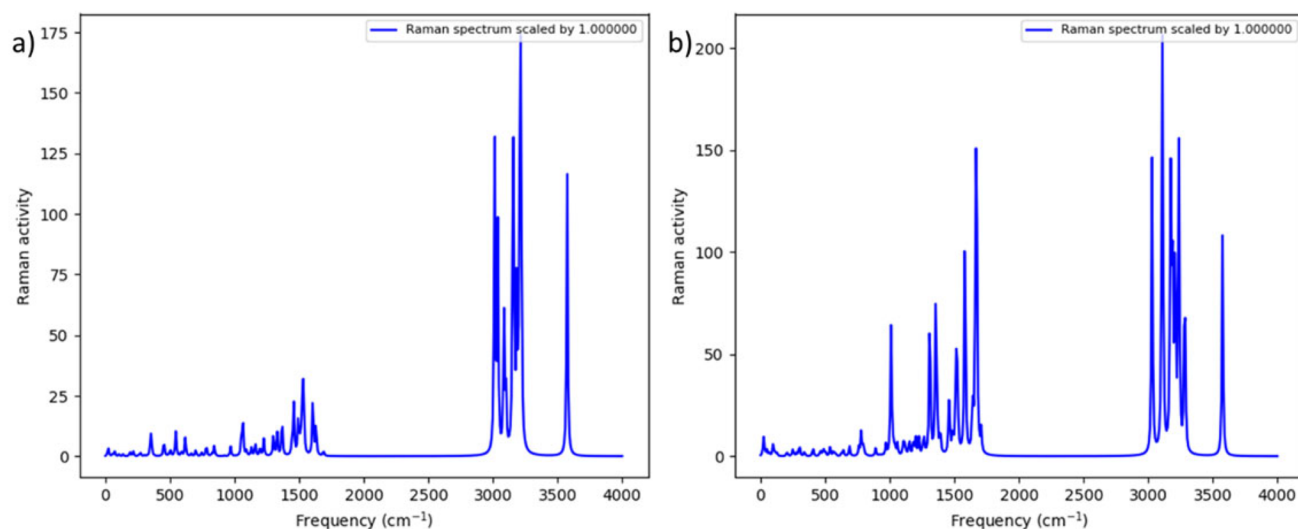 a)
Raman spectrum scaled by 1.000000
175
150
125
100
75
50
25
0
Raman activity
0 500 1000 1500 2000 2500 3000 3500 4000
Frequency (cm⁻¹)
b)
Raman spectrum scaled by 1.000000
200
150
100
50
0
Raman activity
0 500 1000 1500 2000 2500 3000 3500 4000
Frequency (cm⁻¹)